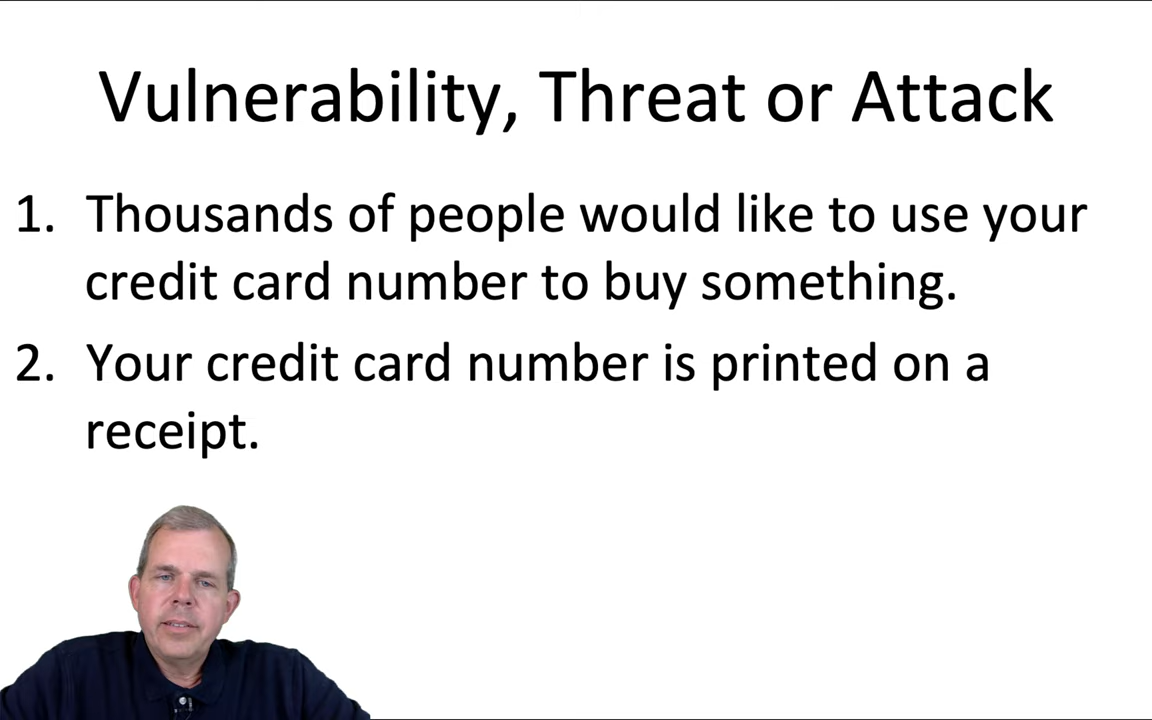 Vulnerability, Threat or Attack
1. Thousands of people would like to use your
credit card number to buy something.
2. Your credit card number is printed on a
receipt.